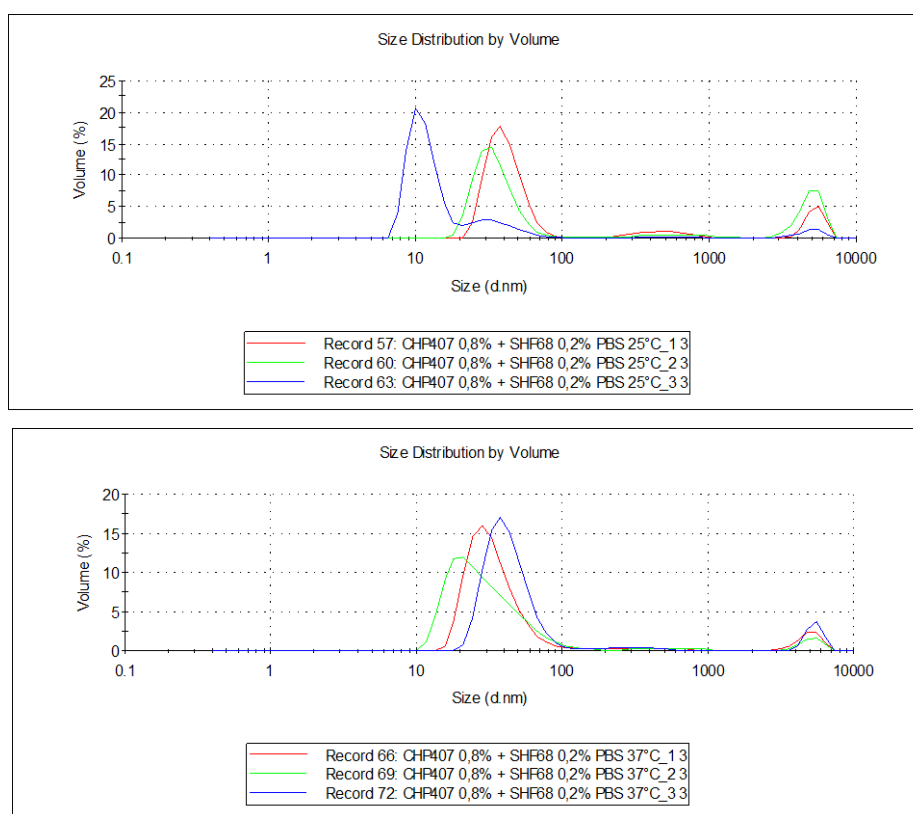 Size Distribution by Volume
25
20
15
10
5
0
Volume (%)
0.1 1 10 100 1000 10000
Size (d.nm)
Record 57: CHP407 0,8% + SHF68 0,2% PBS 25°C_1 3
Record 60: CHP407 0,8% + SHF68 0,2% PBS 25°C_2 3
Record 63: CHP407 0,8% + SHF68 0,2% PBS 25°C_3 3
Size Distribution by Volume
20
15
10
5
0
Volume (%)
0.1 1 10 100 1000 10000
Size (d.nm)
Record 66: CHP407 0,8% + SHF68 0,2% PBS 37°C_1 3
Record 69: CHP407 0,8% + SHF68 0,2% PBS 37°C_2 3
Record 72: CHP407 0,8% + SHF68 0,2% PBS 37°C_3 3